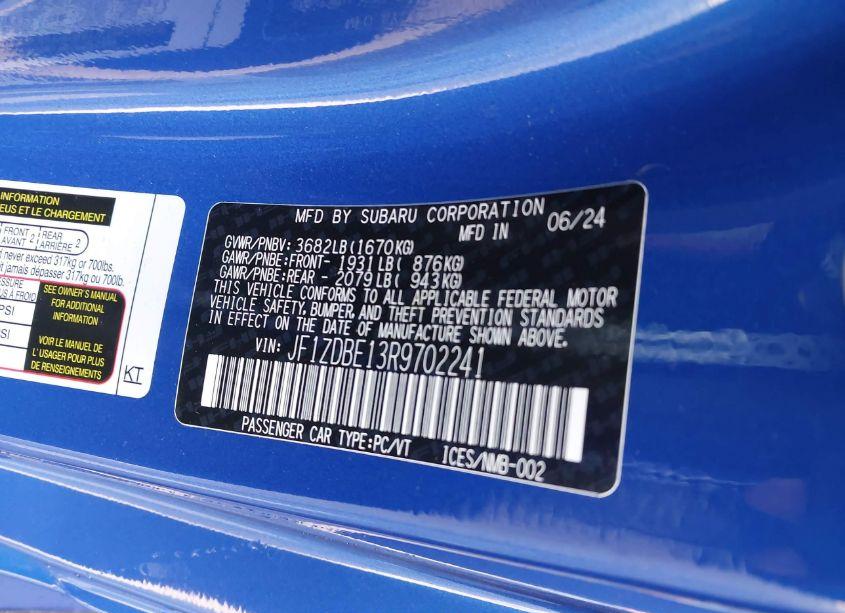 INFORMATION
EUS ET LE CHARGEMENT
FRONT
AVANT 2
REAR
ARRIÈRE 2
never exceed 317kg or 700lbs.
jamais dépasser 317kg ou 700lb.
SEE OWNER'S MANUAL
FOR ADDITIONAL
INFORMATION
VOIR LE MANUEL DE
L'USAGER POUR PLUS
DE RENSEIGNEMENTS
KT
MFD BY SUBARU CORPORATION
MFD IN 06/24
GVWR/PNBV: 3682LB(1670KG)
GAWR/PNBE:FRONT- 1931LB( 876KG)
GAWR/PNBE:REAR - 2079LB( 943KG)
THIS VEHICLE CONFORMS TO ALL APPLICABLE FEDERAL MOTOR
VEHICLE SAFETY, BUMPER, AND THEFT PREVENTION STANDARDS
IN EFFECT ON THE DATE OF MANUFACTURE SHOWN ABOVE.
VIN: JF1ZDBE13R9702241
PASSENGER CAR TYPE:PC/VT ICES/NMB-002